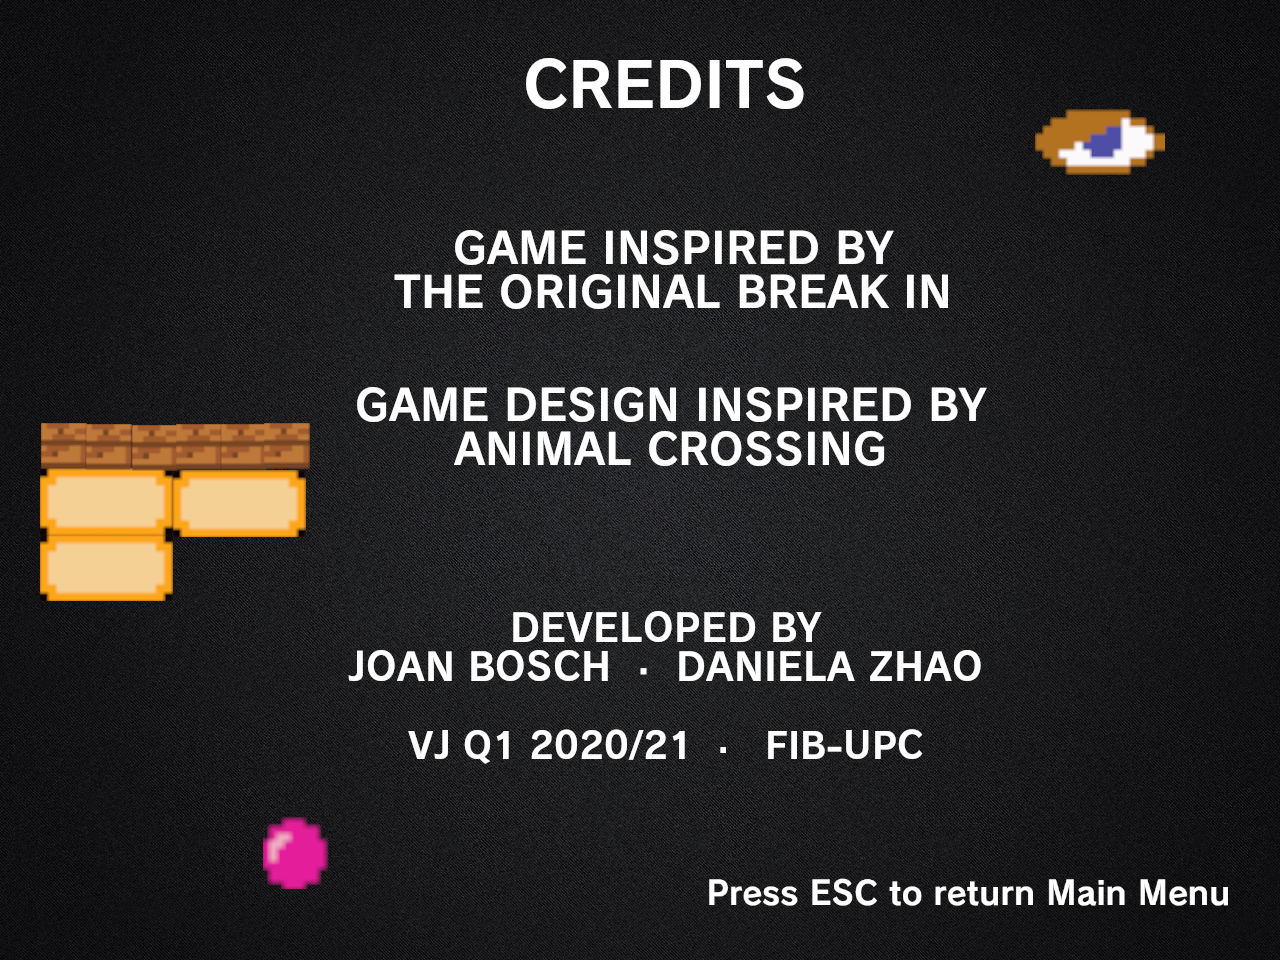 CREDITS
GAME INSPIRED BY
THE ORIGINAL BREAK IN
GAME DESIGN INSPIRED BY
ANIMAL CROSSING
DEVELOPED BY
JOAN BOSCH · DANIELA ZHAO
VJ Q1 2020/21 · FIB-UPC
Press ESC to return Main Menu